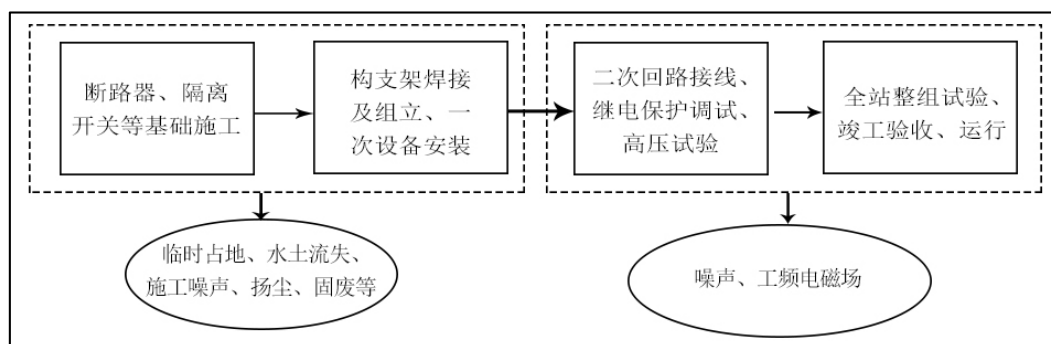 断路器、隔离
开关等基础施工
构支架焊接
及组立、一
次设备安装
二次回路接线、
继电保护调试、
高压试验
全站整组试验、
竣工验收、运行
临时占地、水土流失、
施工噪声、扬尘、固废等
噪声、工频电磁场